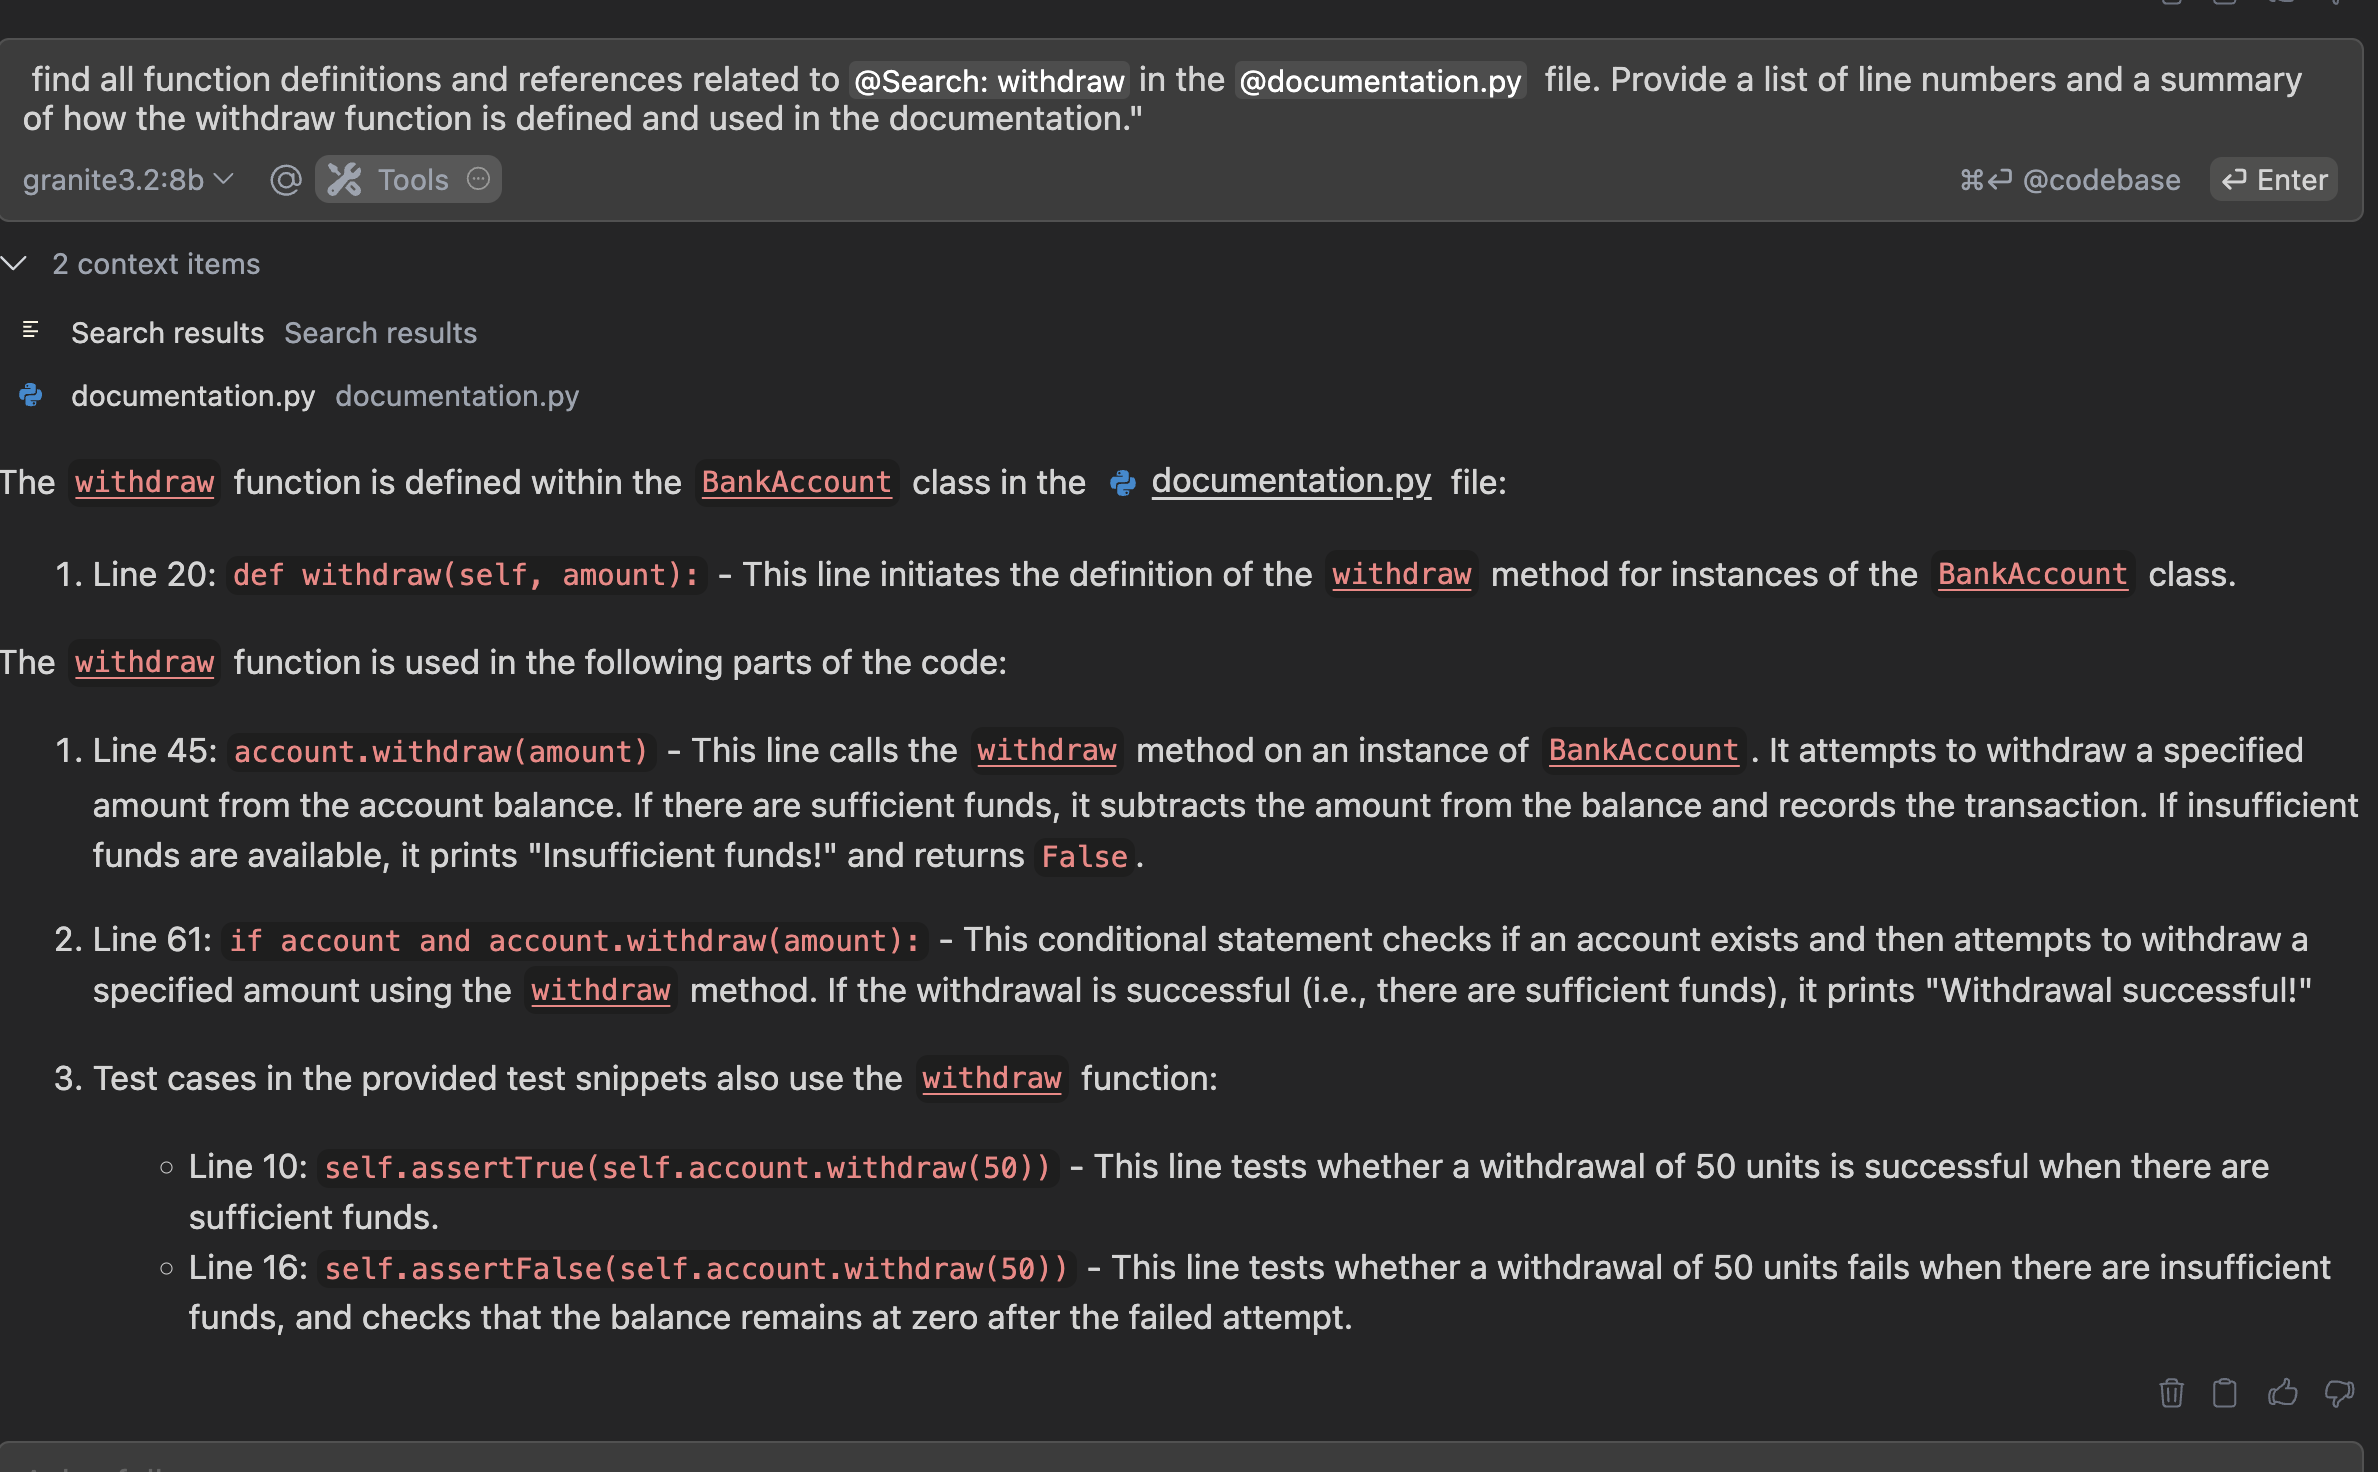 find all function definitions and references related to @Search: withdraw in the @documentation.py file. Provide a list of line numbers and a summary
of how the withdraw function is defined and used in the documentation."
granite3.2:8b @ Tools ⌘⏎ @codebase ⏎ Enter
2 context items
Search results Search results
documentation.py documentation.py
The withdraw function is defined within the BankAccount class in the documentation.py file:
1. Line 20: def withdraw(self, amount): - This line initiates the definition of the withdraw method for instances of the BankAccount class.
The withdraw function is used in the following parts of the code:
1. Line 45: account.withdraw(amount) - This line calls the withdraw method on an instance of BankAccount. It attempts to withdraw a specified
amount from the account balance. If there are sufficient funds, it subtracts the amount from the balance and records the transaction. If insufficient
funds are available, it prints "Insufficient funds!" and returns False.
2. Line 61: if account and account.withdraw(amount): - This conditional statement checks if an account exists and then attempts to withdraw a
specified amount using the withdraw method. If the withdrawal is successful (i.e., there are sufficient funds), it prints "Withdrawal successful!"
3. Test cases in the provided test snippets also use the withdraw function:
○ Line 10: self.assertTrue(self.account.withdraw(50)) - This line tests whether a withdrawal of 50 units is successful when there are
sufficient funds.
○ Line 16: self.assertFalse(self.account.withdraw(50)) - This line tests whether a withdrawal of 50 units fails when there are insufficient
funds, and checks that the balance remains at zero after the failed attempt.